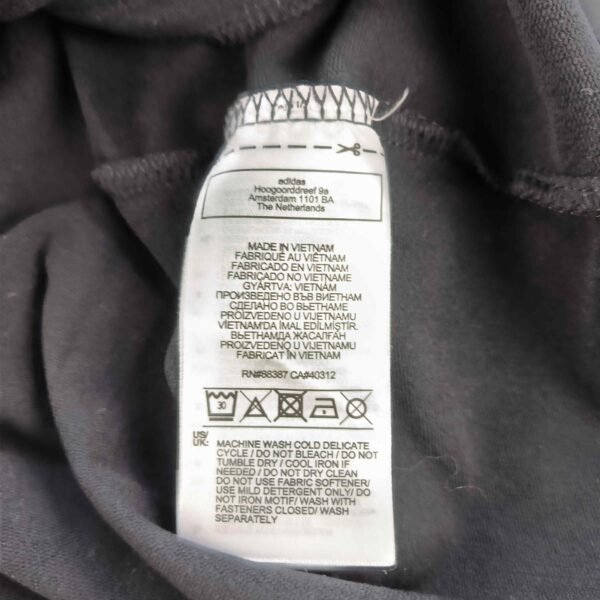 adidas
Hoogoorddreef 9a
Amsterdam 1101 BA
The Netherlands
MADE IN VIETNAM
FABRIQUÉ AU VIÊTNAM
FABRICADO EN VIETNAM
FABRICADO NO VIETNAME
GYÁRTVA: VIETNÁM
ПРОИЗВЕДЕНО ВЪВ ВИЕТНАМ
СДЕЛАНО ВО ВЬЕТНАМЕ
PROIZVEDENO U VIJETNAMU
VİETNAM'DA İMAL EDİLMİŞTİR.
ВЬЕТНАМДА ЖАСАЛҒАН
PROIZVEDENO U VIJETNAMU
FABRICAT ÎN VIETNAM
RN#88387 CA#40312
30
US/
UK: MACHINE WASH COLD DELICATE
CYCLE / DO NOT BLEACH / DO NOT
TUMBLE DRY / COOL IRON IF
NEEDED / DO NOT DRY CLEAN
DO NOT USE FABRIC SOFTENER/
USE MILD DETERGENT ONLY/ DO
NOT IRON MOTIF/ WASH WITH
FASTENERS CLOSED/ WASH
SEPARATELY